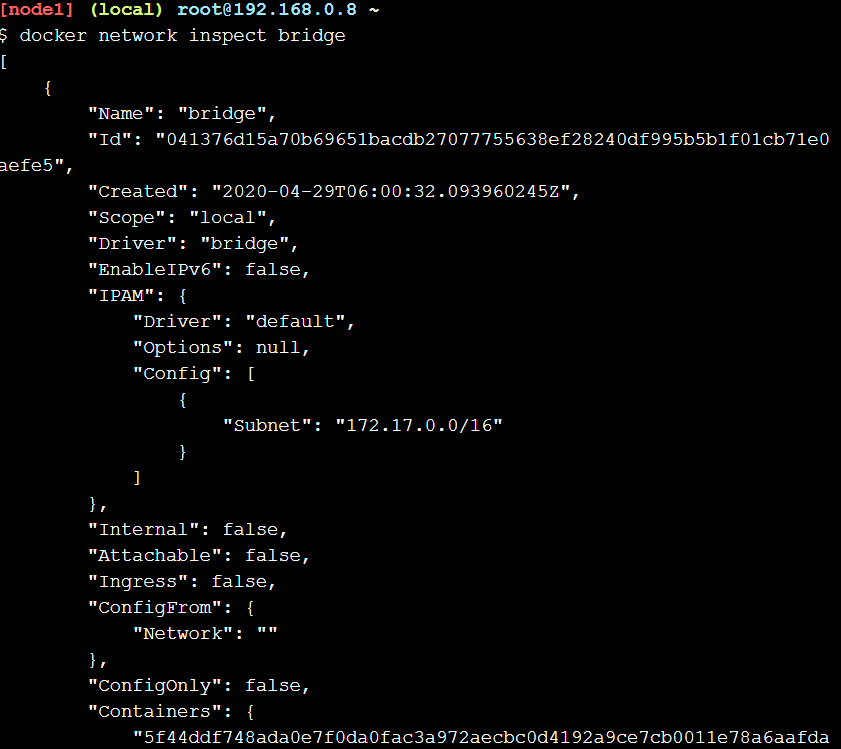 [node1] (local) root@192.168.0.8 ~
$ docker network inspect bridge
[
    {
        "Name": "bridge",
        "Id": "041376d15a70b69651bacdb27077755638ef28240df995b5b1f01cb71e0
aefe5",
        "Created": "2020-04-29T06:00:32.093960245Z",
        "Scope": "local",
        "Driver": "bridge",
        "EnableIPv6": false,
        "IPAM": {
            "Driver": "default",
            "Options": null,
            "Config": [
                {
                    "Subnet": "172.17.0.0/16"
                }
            ]
        },
        "Internal": false,
        "Attachable": false,
        "Ingress": false,
        "ConfigFrom": {
            "Network": ""
        },
        "ConfigOnly": false,
        "Containers": {
            "5f44ddf748ada0e7f0da0fac3a972aecbc0d4192a9ce7cb0011e78a6aafda